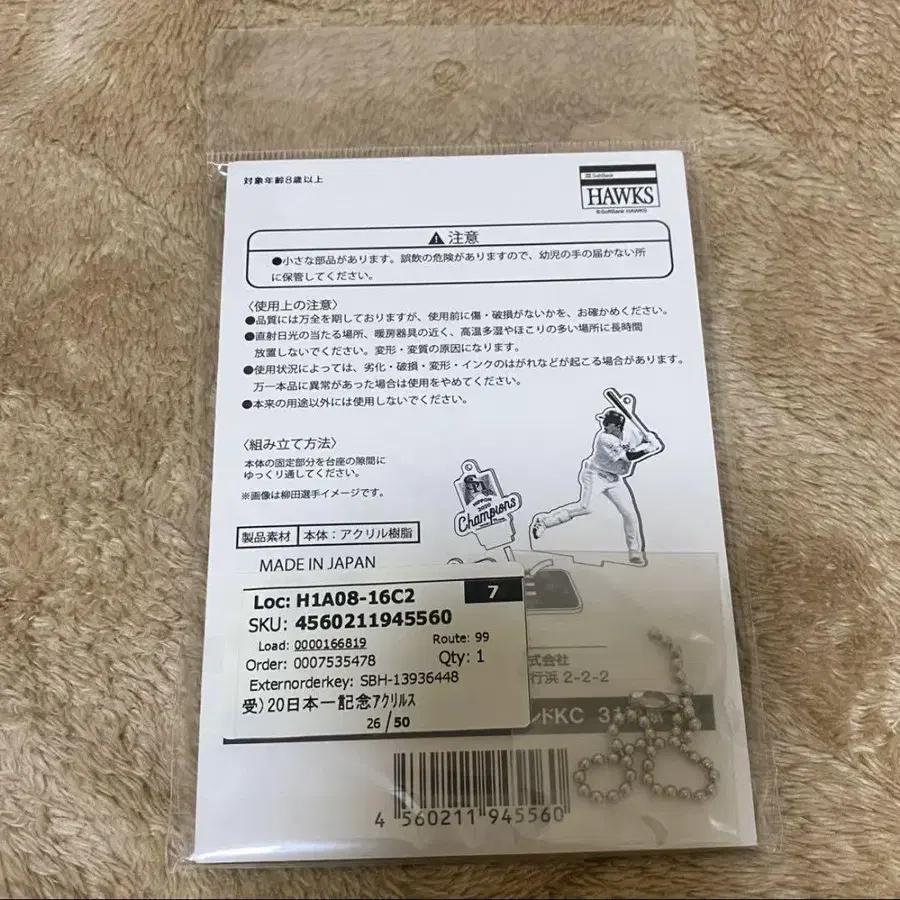 対象年齢8歳以上
SoftBank
HAWKS
©SoftBank HAWKS
注意
●小さな部品があります。誤飲の危険がありますので、幼児の手の届かない所
に保管してください。
〈使用上の注意〉
●品質には万全を期しておりますが、使用前に傷・破損がないかを、お確かめください。
●直射日光の当たる場所、暖房器具の近く、高温多湿やほこりの多い場所に長時間
放置しないでください。変形・変質の原因になります。
●使用状況によっては、劣化・破損・変形・インクのはがれなどが起こる場合があります。
万一本品に異常があった場合は使用をやめてください。
●本来の用途以外には使用しないでください。
〈組み立て方法〉
本体の固定部分を台座の隙間に
ゆっくり通してください。
※画像は柳田選手イメージです。
NIPPON
2020
Champions
製品素材 本体：アクリル樹脂
MADE IN JAPAN
Loc: H1A08-16C2 7
SKU: 4560211945560
Load: 0000166819 Route: 99
Order: 0007535478 Qty: 1
Externorderkey: SBH-13936448
受)20日本一記念アクリルス
26 / 50
式会社
行浜 2-2-2
ンドKC 3
4 560211 945560